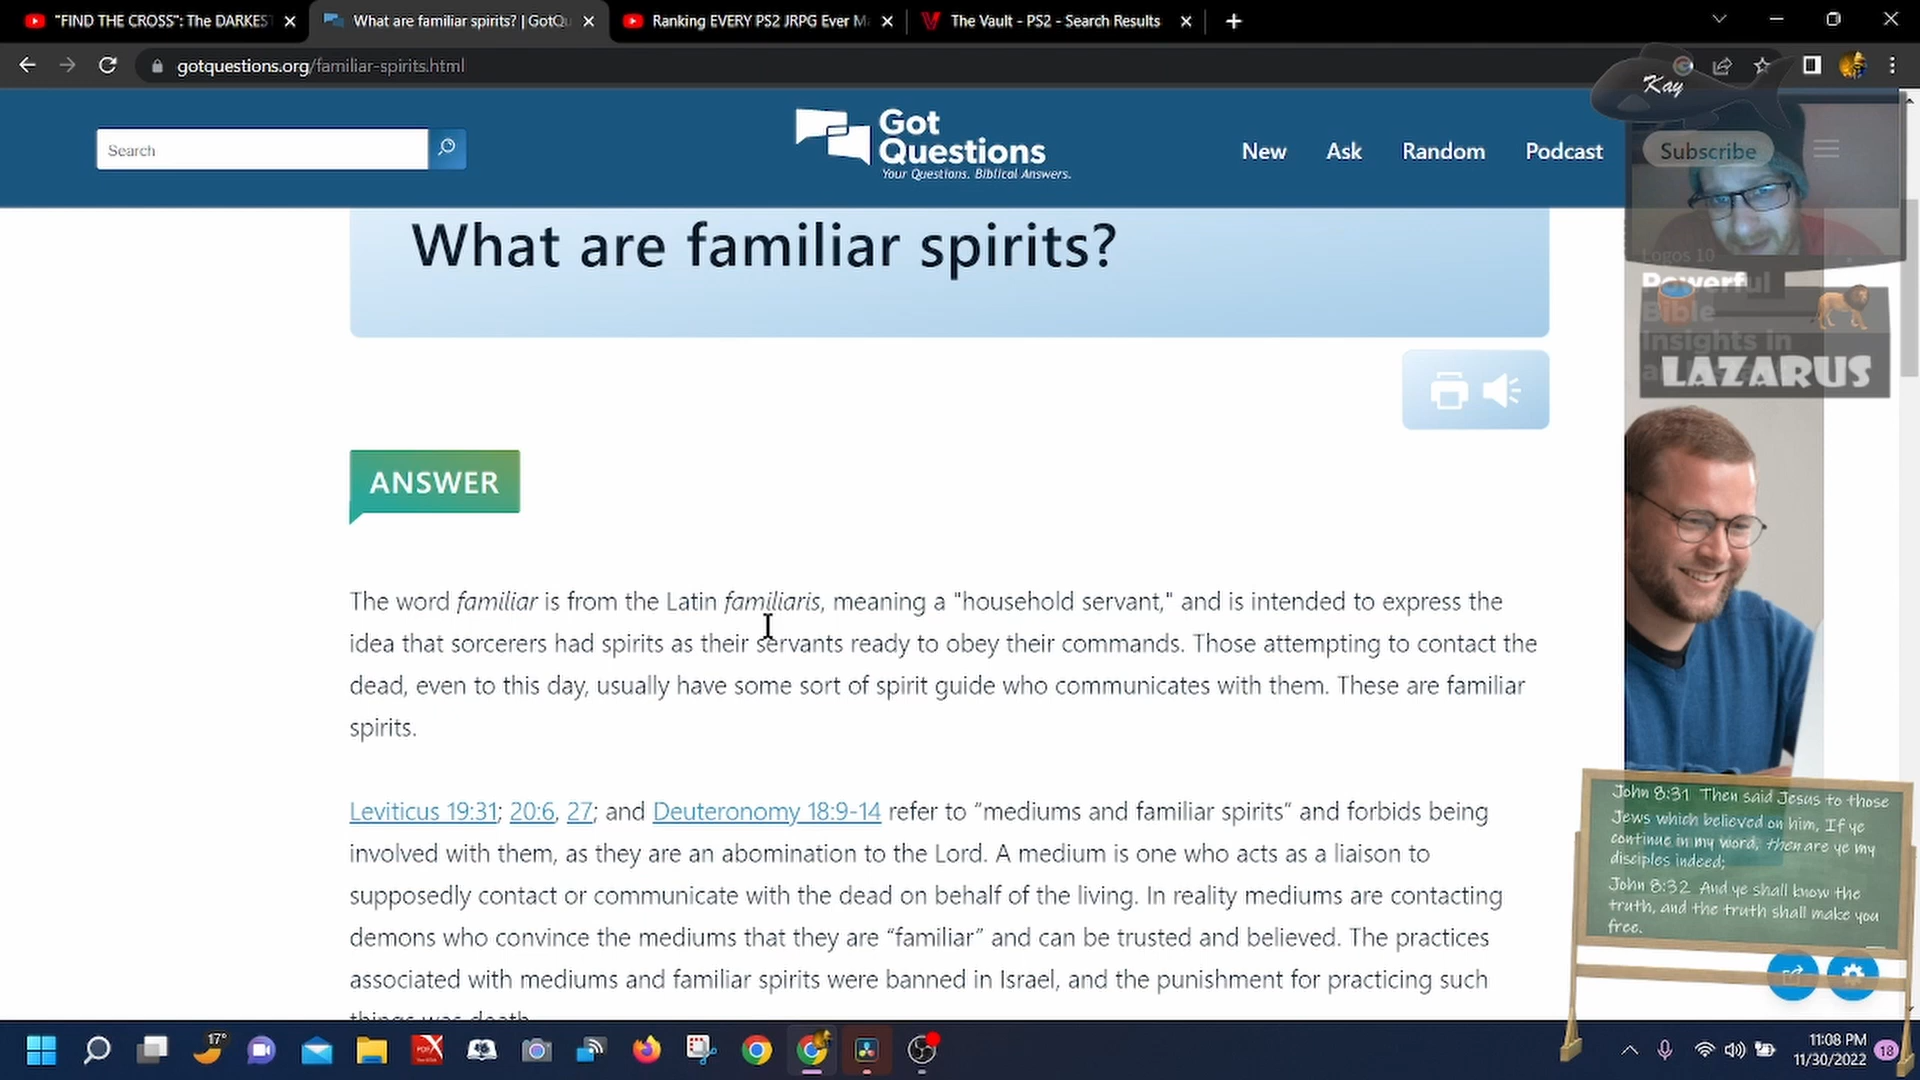 "FIND THE CROSS": The DARKEST
What are familiar spirits? | GotQu
Ranking EVERY PS2 JRPG Ever M
The Vault - PS2 - Search Results
gotquestions.org/familiar-spirits.html
Kay
Search
Got
Questions
Your Questions. Biblical Answers.
New
Ask
Random
Podcast
Subscribe
What are familiar spirits?
Logos 10
Powerful
Bible
Insights in
LAZARUS
ANSWER
The word familiar is from the Latin familiaris, meaning a "household servant," and is intended to express the
idea that sorcerers had spirits as their servants ready to obey their commands. Those attempting to contact the
dead, even to this day, usually have some sort of spirit guide who communicates with them. These are familiar
spirits.
Leviticus 19:31; 20:6, 27; and Deuteronomy 18:9-14 refer to “mediums and familiar spirits” and forbids being
involved with them, as they are an abomination to the Lord. A medium is one who acts as a liaison to
supposedly contact or communicate with the dead on behalf of the living. In reality mediums are contacting
demons who convince the mediums that they are “familiar” and can be trusted and believed. The practices
associated with mediums and familiar spirits were banned in Israel, and the punishment for practicing such
things was death.
John 8:31 Then said Jesus to those
Jews which believed on him, If ye
continue in my word, then are ye my
disciples indeed;
John 8:32 And ye shall know the
truth, and the truth shall make you
free.
17°
11:08 PM
11/30/2022
18